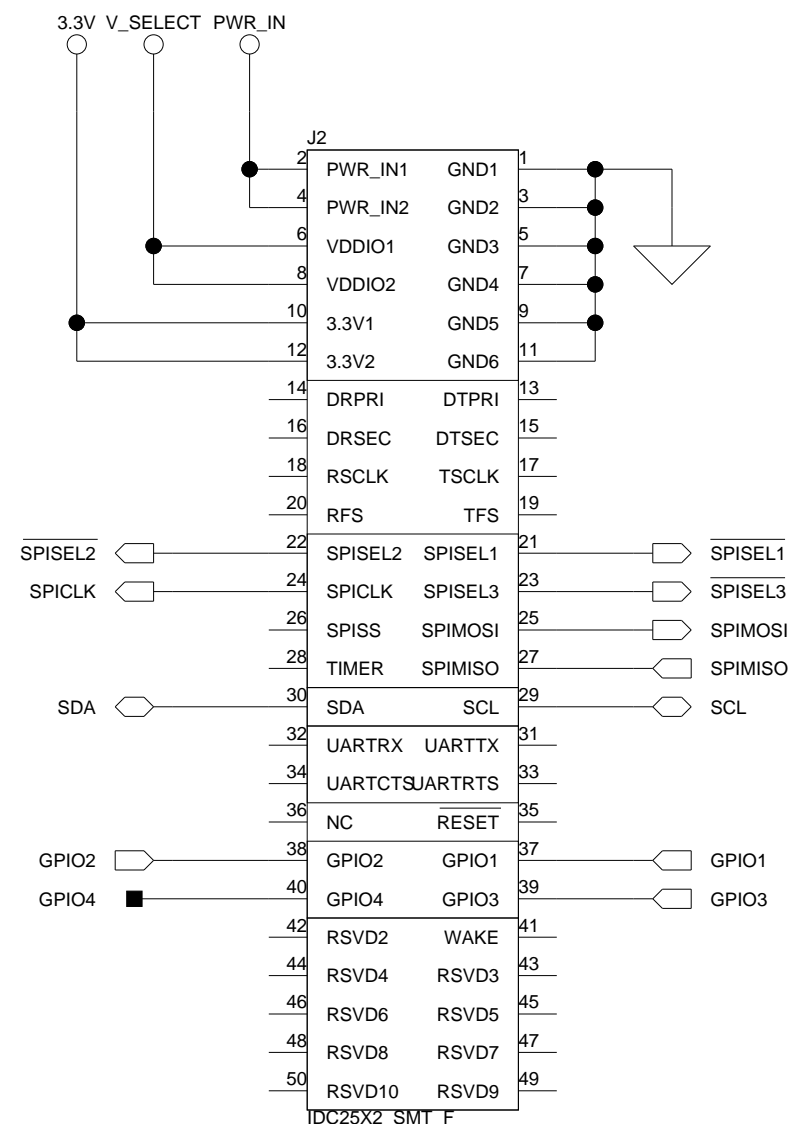 3.3V V_SELECT PWR_IN
J2
2 PWR_IN1 GND1 1
4 PWR_IN2 GND2 3
6 VDDIO1 GND3 5
8 VDDIO2 GND4 7
10 3.3V1 GND5 9
12 3.3V2 GND6 11
14 DRPRI DTPRI 13
16 DRSEC DTSEC 15
18 RSCLK TSCLK 17
20 RFS TFS 19
SPISEL2 22 SPISEL2 SPISEL1 21 SPISEL1
SPICLK 24 SPICLK SPISEL3 23 SPISEL3
26 SPISS SPIMOSI 25 SPIMOSI
28 TIMER SPIMISO 27 SPIMISO
SDA 30 SDA SCL 29 SCL
32 UARTRX UARTTX 31
34 UARTCTS UARTRTS 33
36 NC RESET 35
GPIO2 38 GPIO2 GPIO1 37 GPIO1
GPIO4 40 GPIO4 GPIO3 39 GPIO3
42 RSVD2 WAKE 41
44 RSVD4 RSVD3 43
46 RSVD6 RSVD5 45
48 RSVD8 RSVD7 47
50 RSVD10 RSVD9 49
IDC25X2_SMT_F